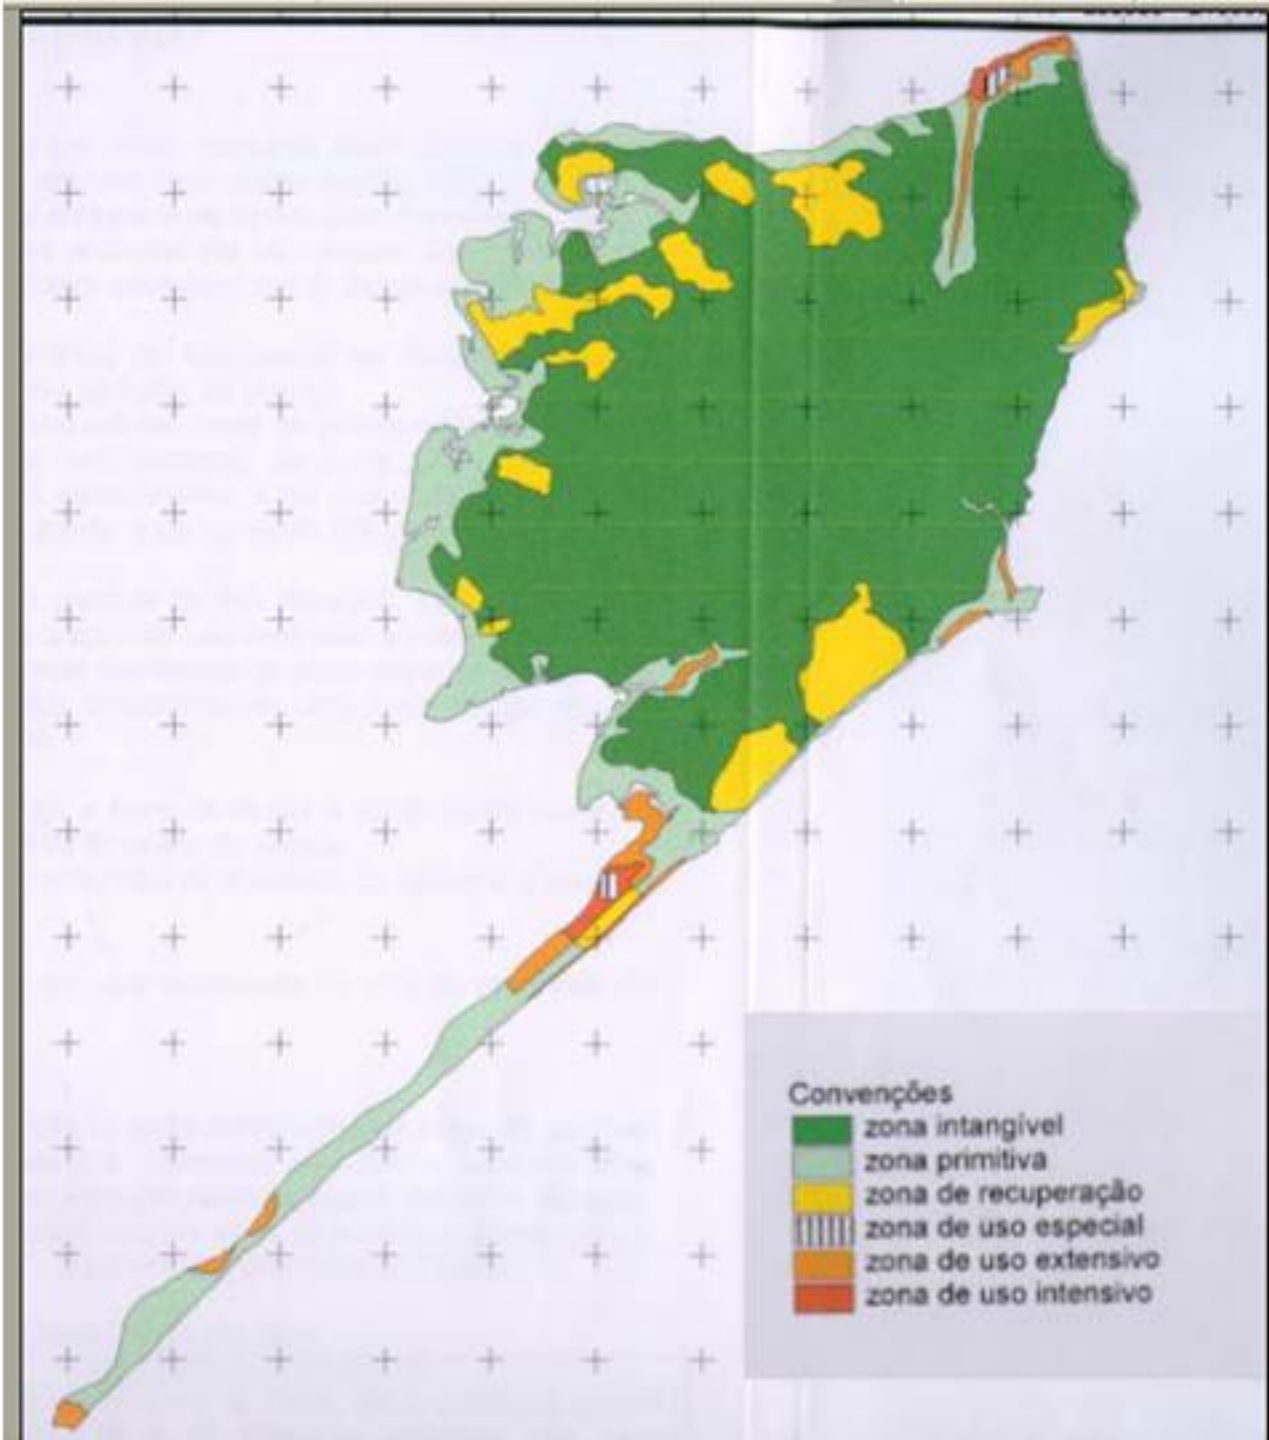 Convenções
zona intangível
zona primitiva
zona de recuperação
zona de uso especial
zona de uso extensivo
zona de uso intensivo